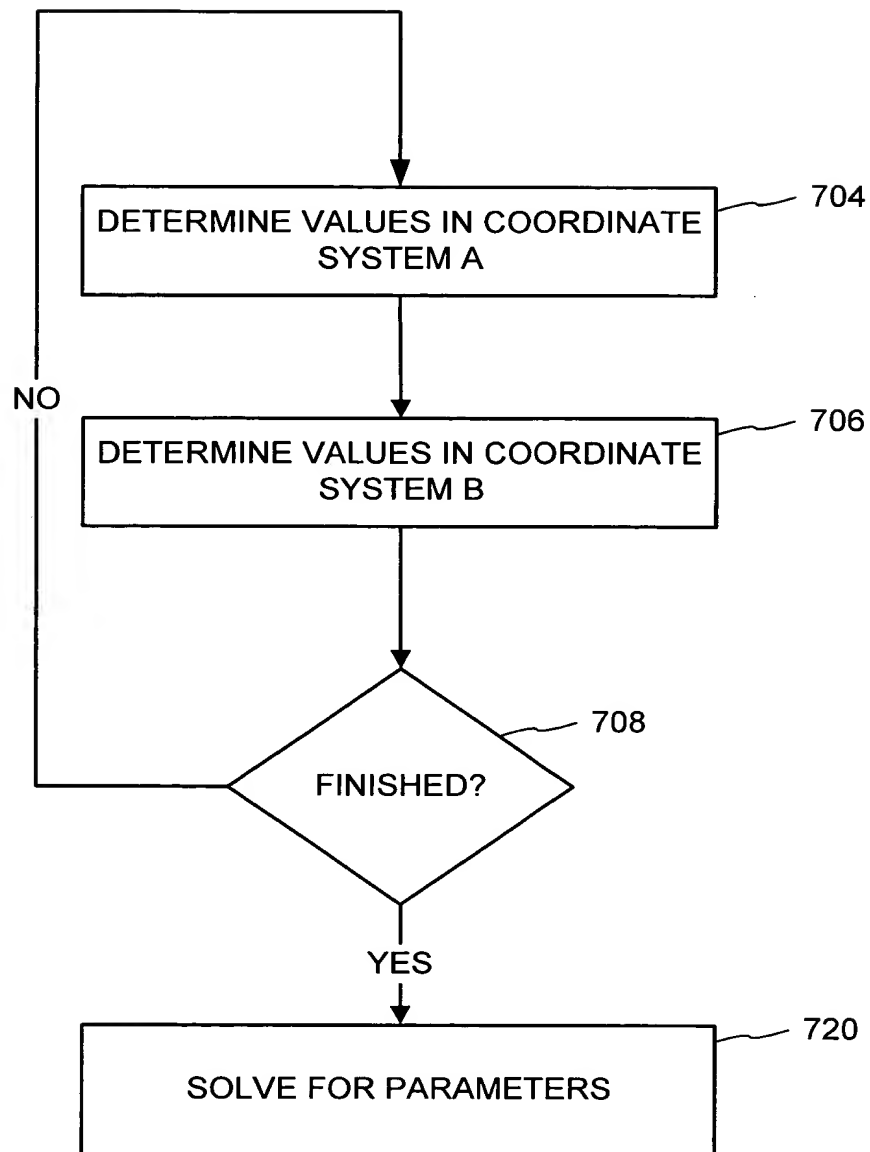 DETERMINE VALUES IN COORDINATE
SYSTEM A
704
NO
DETERMINE VALUES IN COORDINATE
SYSTEM B
706
FINISHED?
708
YES
SOLVE FOR PARAMETERS
720